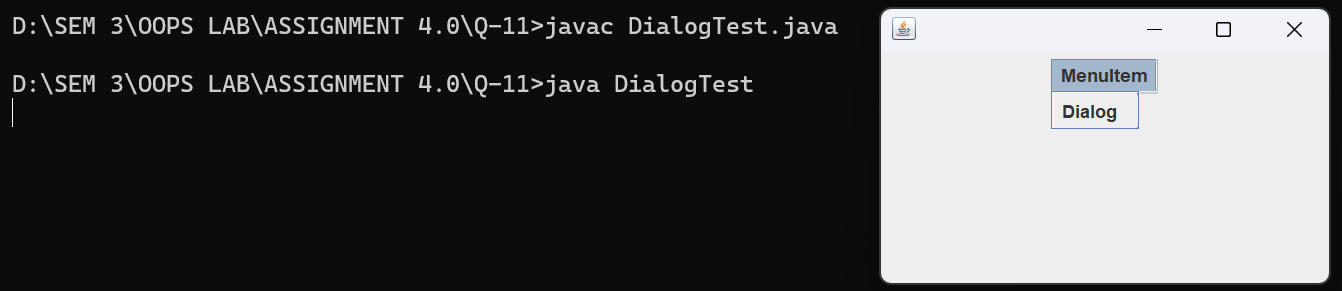 D:\SEM 3\OOPS LAB\ASSIGNMENT 4.0\Q-11>javac DialogTest.java
D:\SEM 3\OOPS LAB\ASSIGNMENT 4.0\Q-11>java DialogTest
MenuItem
Dialog